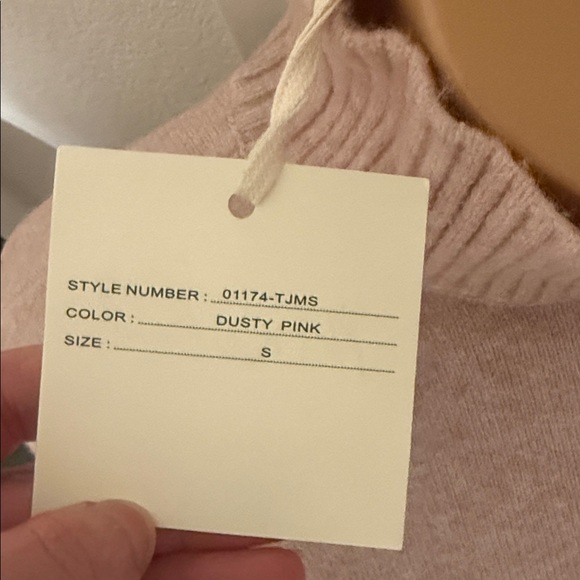 STYLE NUMBER : 01174-TJMS
COLOR : DUSTY PINK
SIZE : S